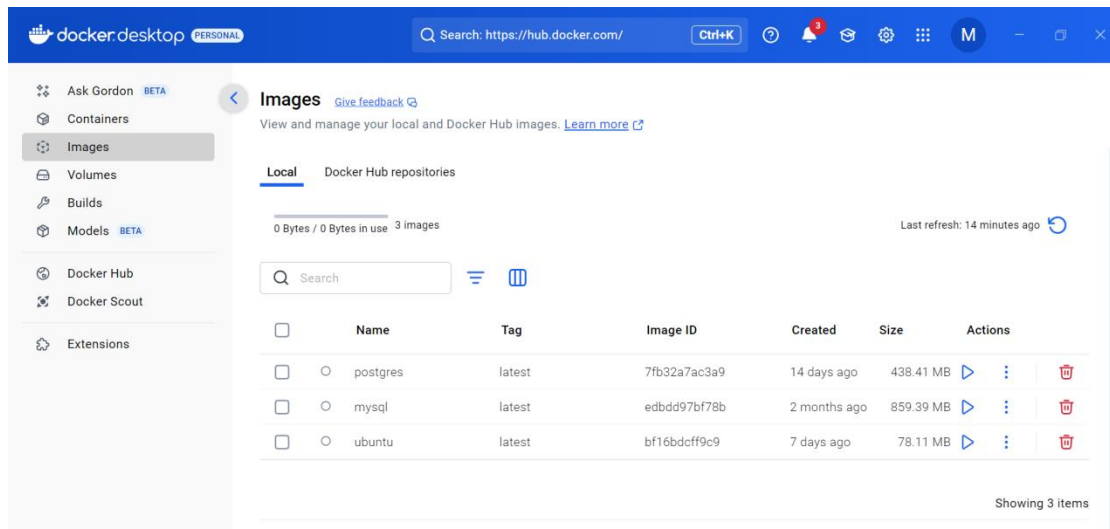 docker.desktop PERSONAL Search: https://hub.docker.com/ Ctrl+K 3 M
Ask Gordon BETA
Containers
Images
Volumes
Builds
Models BETA
Docker Hub
Docker Scout
Extensions
Images Give feedback
View and manage your local and Docker Hub images. Learn more
Local Docker Hub repositories
0 Bytes / 0 Bytes in use 3 images Last refresh: 14 minutes ago
Search
Name Tag Image ID Created Size Actions
postgres latest 7fb32a7ac3a9 14 days ago 438.41 MB
mysql latest edbdd97bf78b 2 months ago 859.39 MB
ubuntu latest bf16bdcff9c9 7 days ago 78.11 MB
Showing 3 items